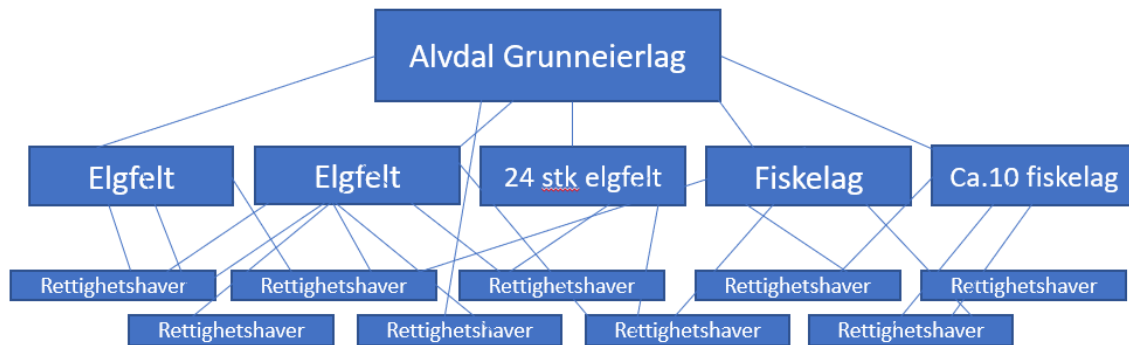 Alvdal Grunneierlag
Elgfelt
Elgfelt
24 stk elgfelt
Fiskelag
Ca.10 fiskelag
Rettighetshaver
Rettighetshaver
Rettighetshaver
Rettighetshaver
Rettighetshaver
Rettighetshaver
Rettighetshaver
Rettighetshaver
Rettighetshaver